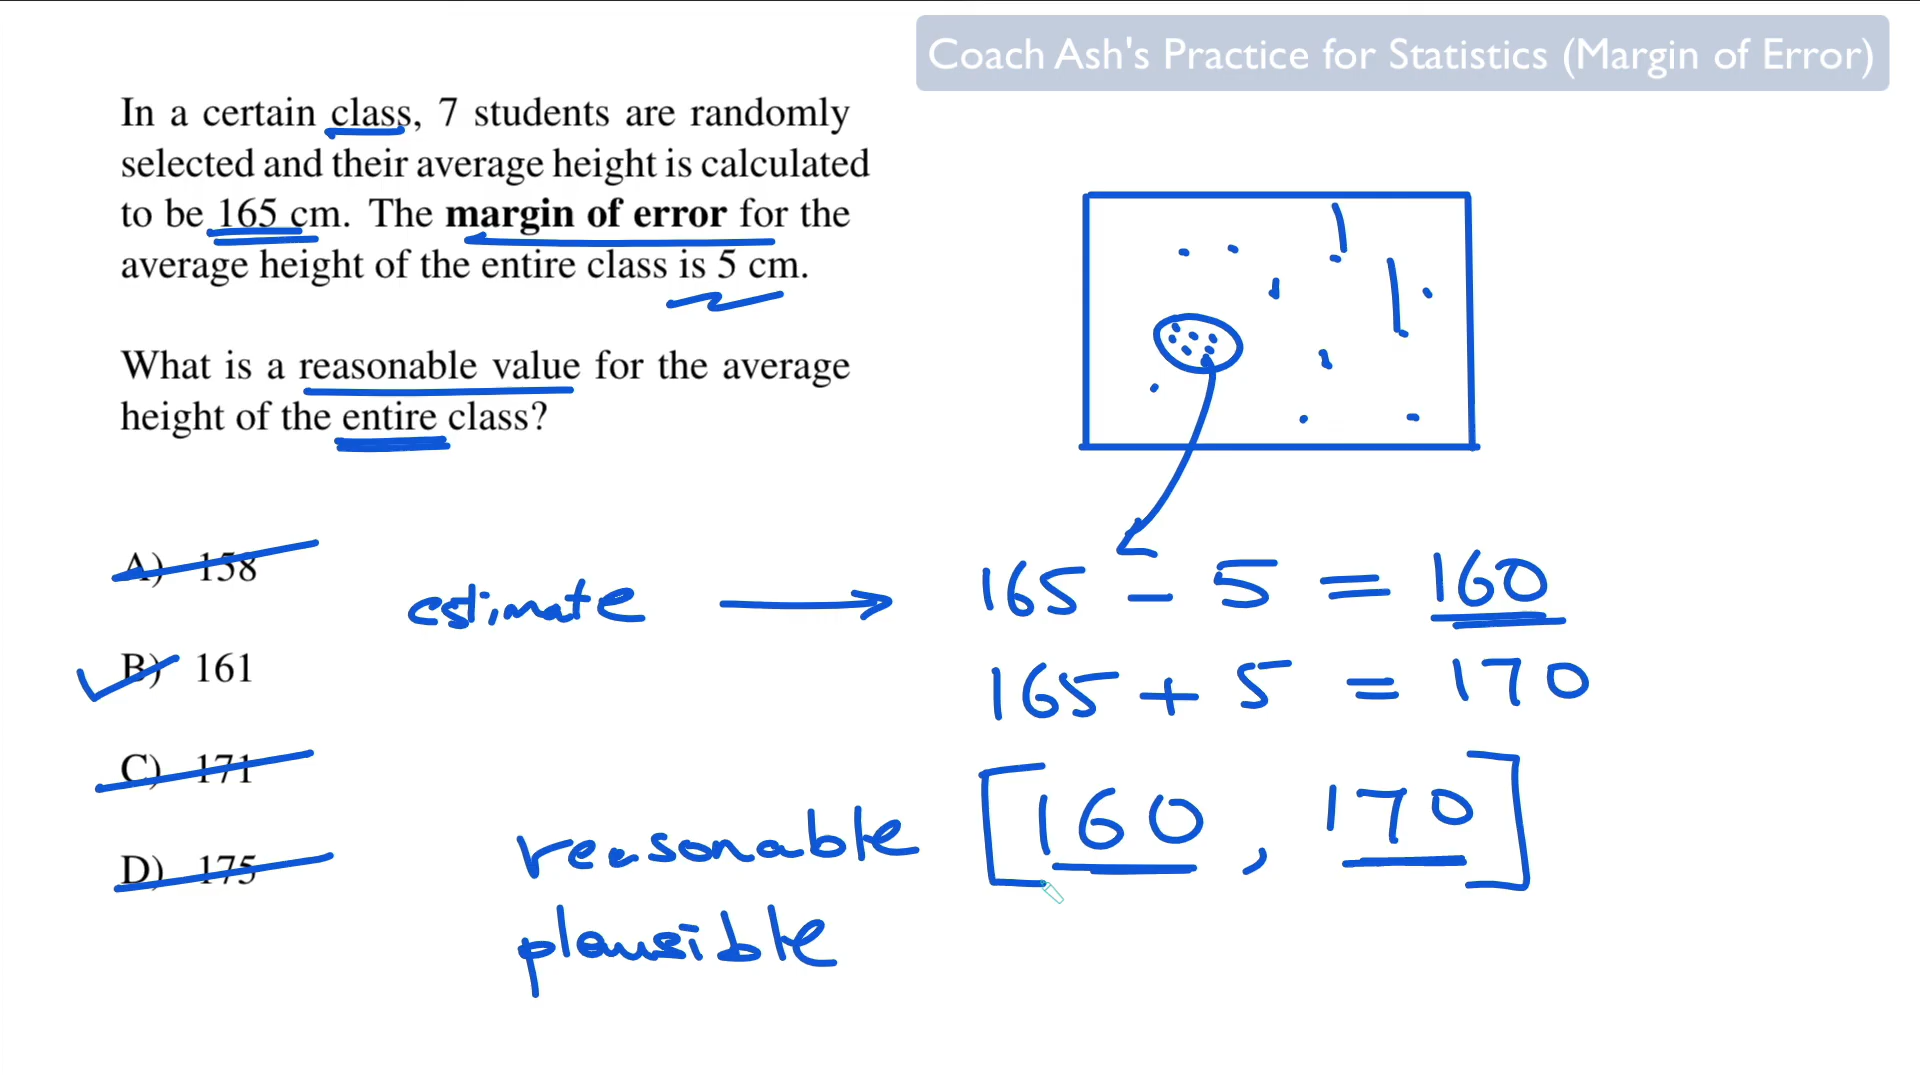 Coach Ash's Practice for Statistics (Margin of Error)
In a certain class, 7 students are randomly
selected and their average height is calculated
to be 165 cm. The margin of error for the
average height of the entire class is 5 cm.
What is a reasonable value for the average
height of the entire class?
A) 158
B) 161
C) 171
D) 175
estimate → 165 - 5 = 160
165 + 5 = 170
reasonable [160, 170]
plausible